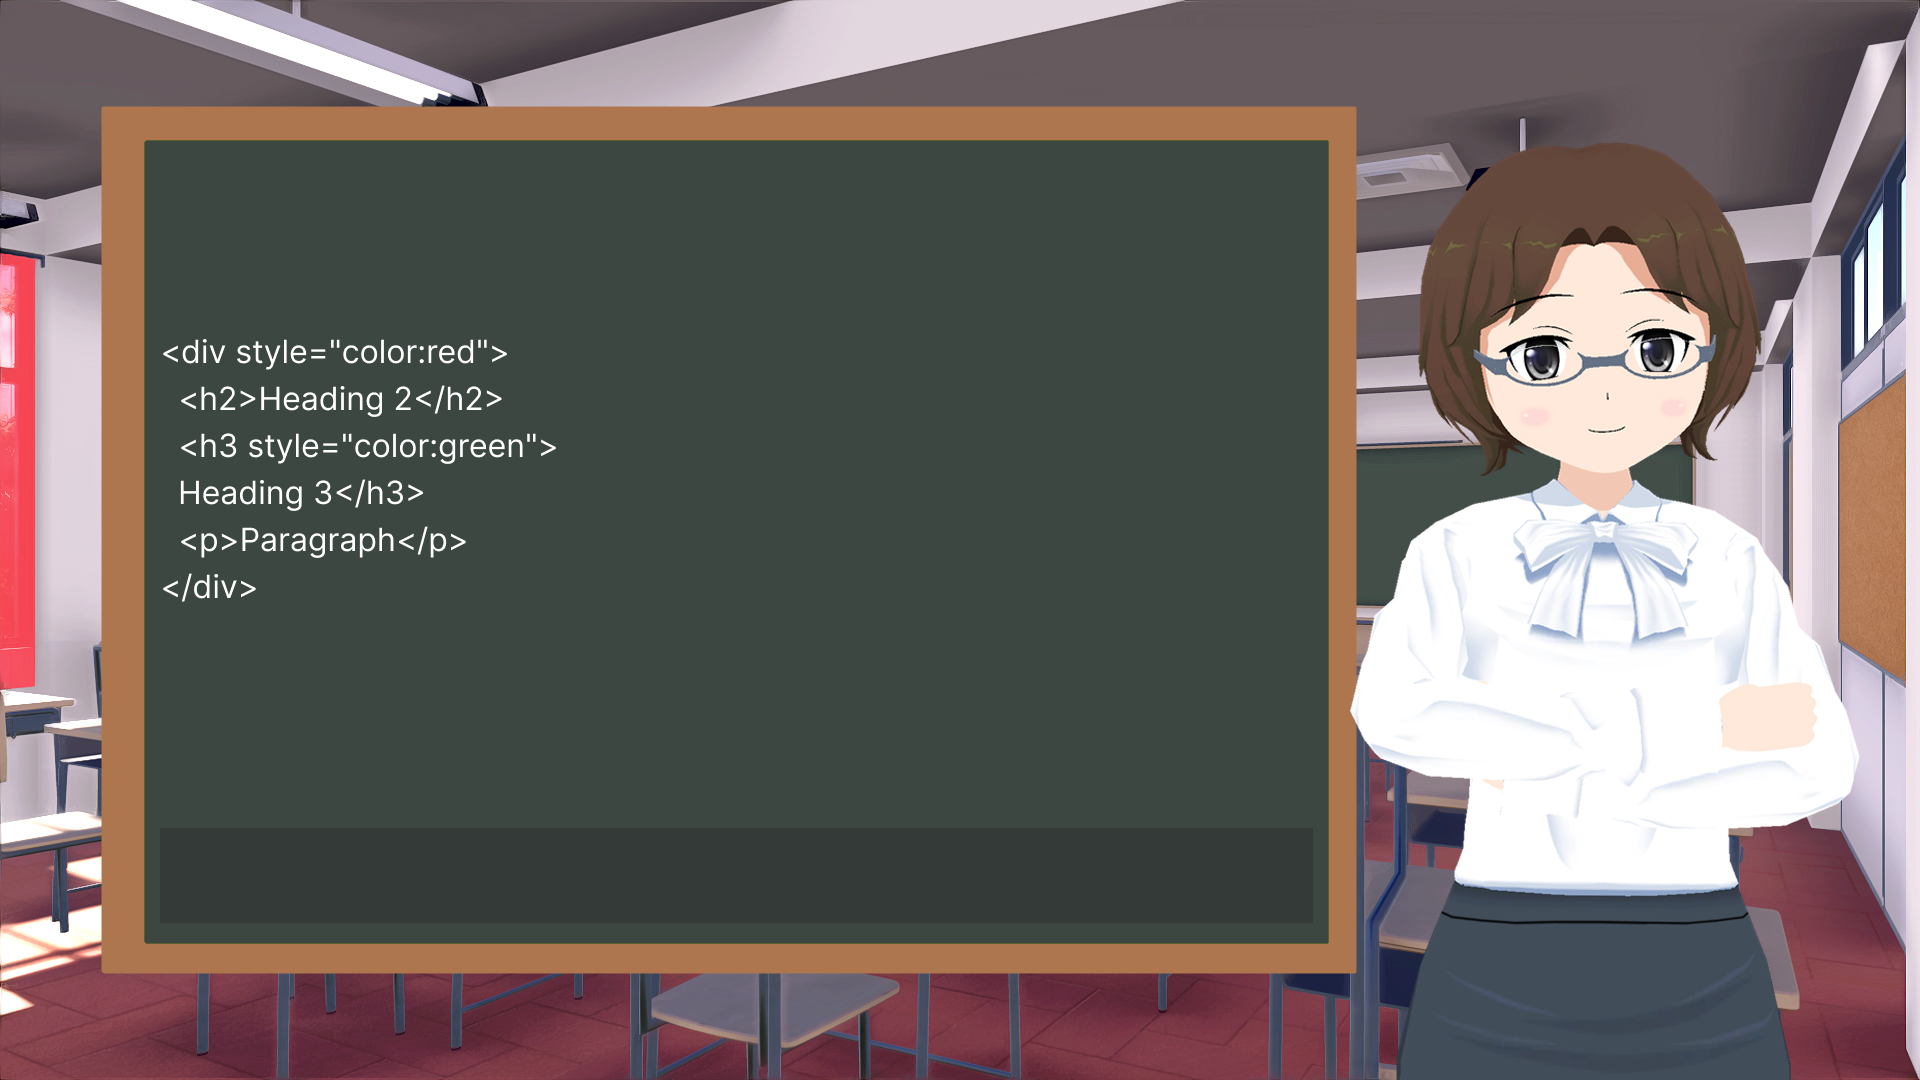 <div style="color:red">
  <h2>Heading 2</h2>
  <h3 style="color:green">
  Heading 3</h3>
  <p>Paragraph</p>
</div>